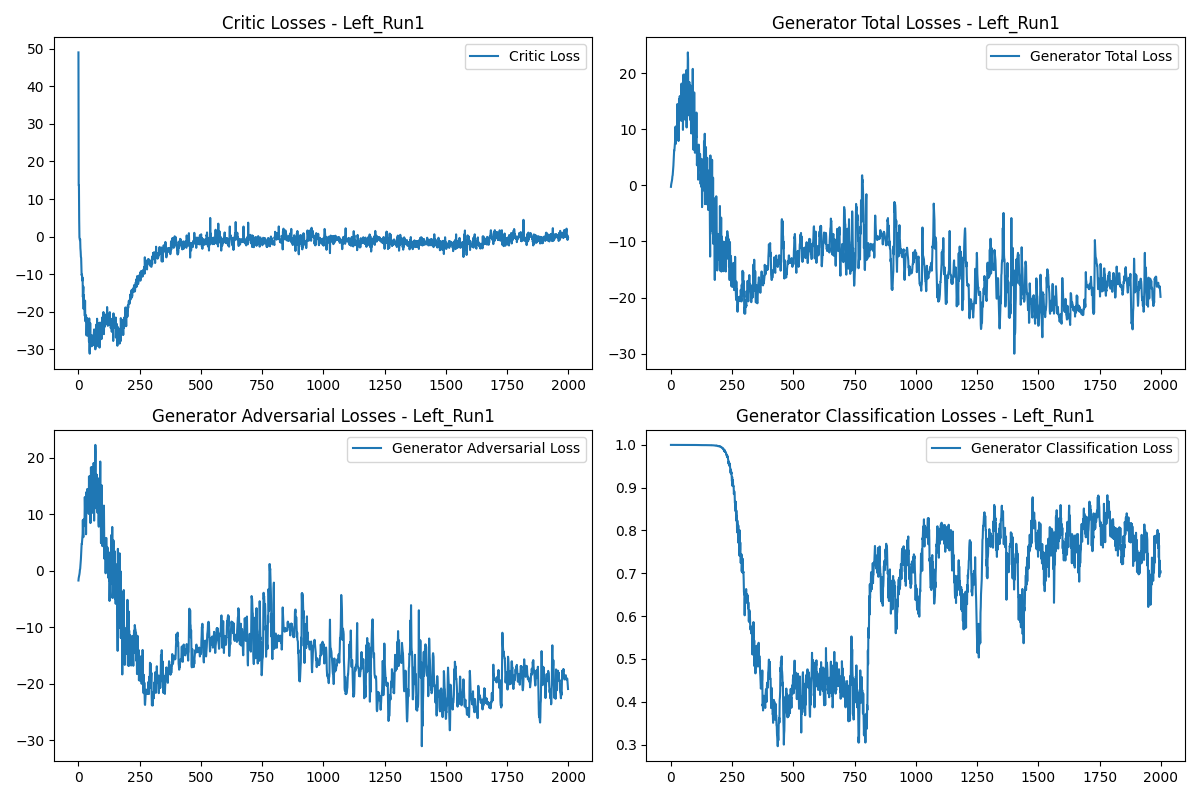 Critic Losses - Left_Run1
Critic Loss
50
40
30
20
10
0
−10
−20
−30
0 250 500 750 1000 1250 1500 1750 2000
Generator Total Losses - Left_Run1
Generator Total Loss
20
10
0
−10
−20
−30
0 250 500 750 1000 1250 1500 1750 2000
Generator Adversarial Losses - Left_Run1
Generator Adversarial Loss
20
10
0
−10
−20
−30
0 250 500 750 1000 1250 1500 1750 2000
Generator Classification Losses - Left_Run1
Generator Classification Loss
1.0
0.9
0.8
0.7
0.6
0.5
0.4
0.3
0 250 500 750 1000 1250 1500 1750 2000